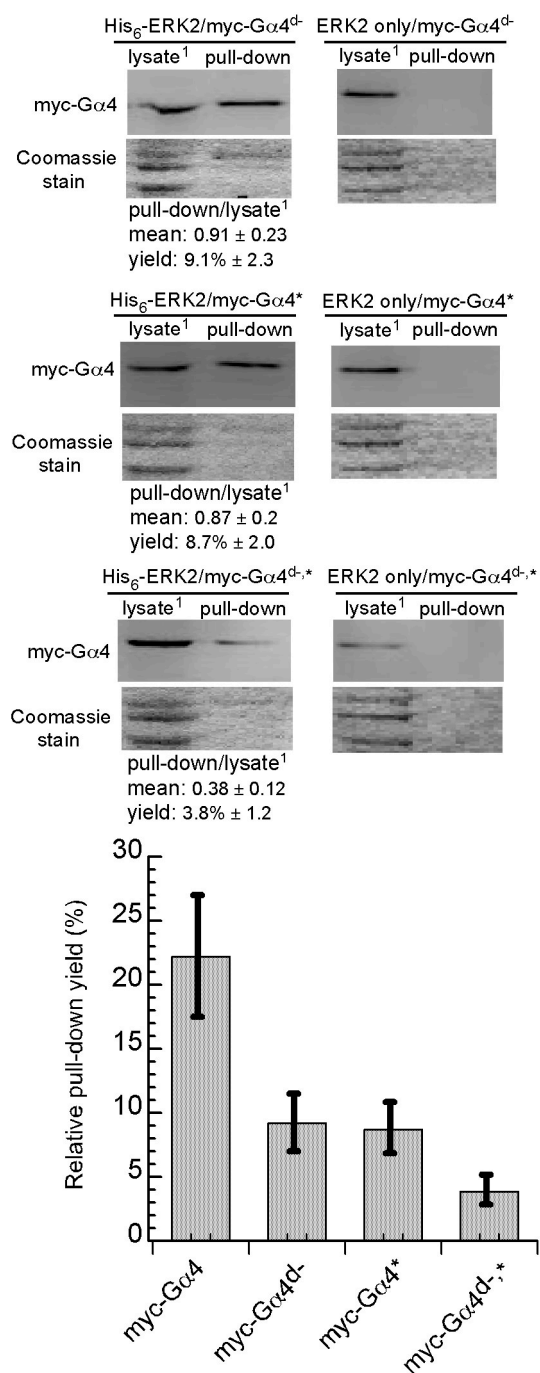 His₆-ERK2/myc-Gα4ᵈ⁻ ERK2 only/myc-Gα4ᵈ⁻
lysate¹ pull-down lysate¹ pull-down
myc-Gα4
Coomassie
stain
pull-down/lysate¹
mean: 0.91 ± 0.23
yield: 9.1% ± 2.3
His₆-ERK2/myc-Gα4* ERK2 only/myc-Gα4*
lysate¹ pull-down lysate¹ pull-down
myc-Gα4
Coomassie
stain
pull-down/lysate¹
mean: 0.87 ± 0.2
yield: 8.7% ± 2.0
His₆-ERK2/myc-Gα4ᵈ⁻,* ERK2 only/myc-Gα4ᵈ⁻,*
lysate¹ pull-down lysate¹ pull-down
myc-Gα4
Coomassie
stain
pull-down/lysate¹
mean: 0.38 ± 0.12
yield: 3.8% ± 1.2
Relative pull-down yield (%)
30
25
20
15
10
5
0
myc-Gα4
myc-Gα4d-
myc-Gα4*
myc-Gα4d-,*